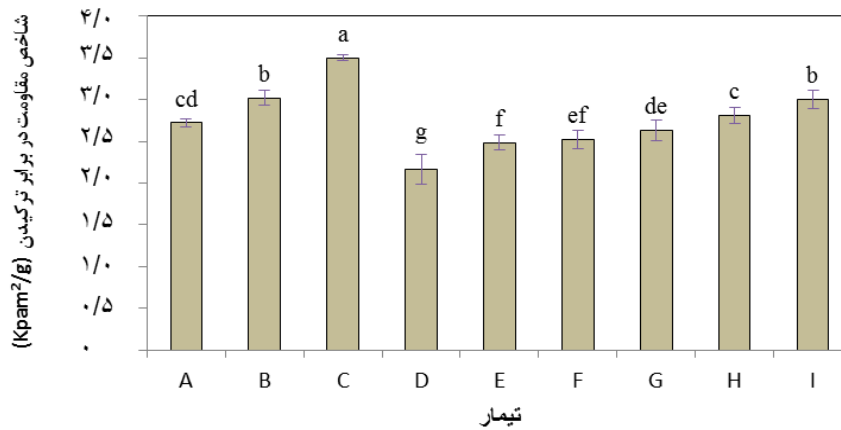 شاخص مقاومت در برابر ترکیدن (Kpam²/g)
۴/۰
۳/۵
۳/۰
۲/۵
۲/۰
۱/۵
۱/۰
۰/۵
۰
cd b a g f ef de c b
A B C D E F G H I
تیمار